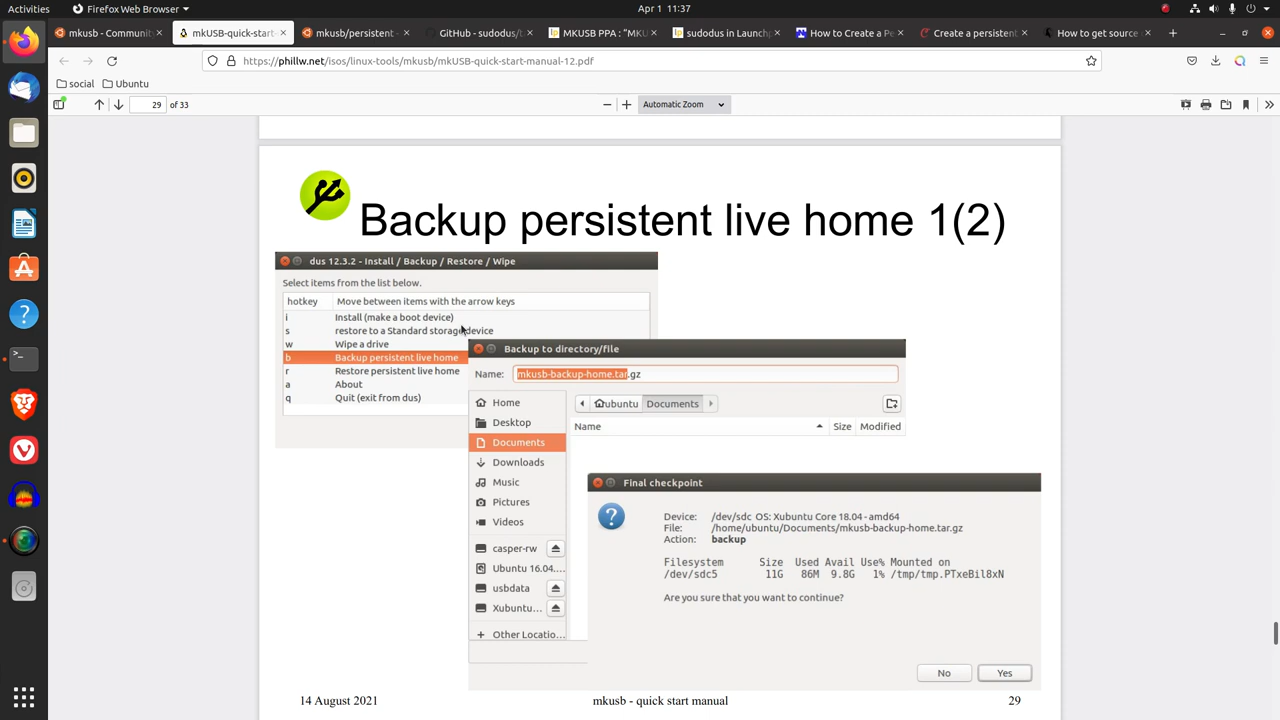 Activities
Firefox Web Browser
Apr 1 11:37
mkusb - Communit
mkUSB-quick-start-
mkusb/persistent
GitHub - sudodus/t
MKUSB PPA : “MKU
sudodus in Launchp
How to Create a Pe
Create a persistent
How to get source
https://phillw.net/isos/linux-tools/mkusb/mkUSB-quick-start-manual-12.pdf
social
Ubuntu
29 of 33
Automatic Zoom
Backup persistent live home 1(2)
dus 12.3.2 - Install / Backup / Restore / Wipe
Select items from the list below.
hotkey Move between items with the arrow keys
i Install (make a boot device)
s restore to a Standard storage device
w Wipe a drive
b Backup persistent live home
r Restore persistent live home
a About
q Quit (exit from dus)
Backup to directory/file
Name: mkusb-backup-home.tar.gz
ubuntu Documents
Name Size Modified
Home
Desktop
Documents
Downloads
Music
Pictures
Videos
casper-rw
Ubuntu 16.04....
usbdata
Xubuntu...
+ Other Locatio...
Final checkpoint
Device: /dev/sdc OS: Xubuntu Core 18.04 - amd64
File: /home/ubuntu/Documents/mkusb-backup-home.tar.gz
Action: backup
Filesystem Size Used Avail Use% Mounted on
/dev/sdc5 11G 86M 9.8G 1% /tmp/tmp.PTxeBil8xN
Are you sure that you want to continue?
No Yes
14 August 2021
mkusb - quick start manual
29